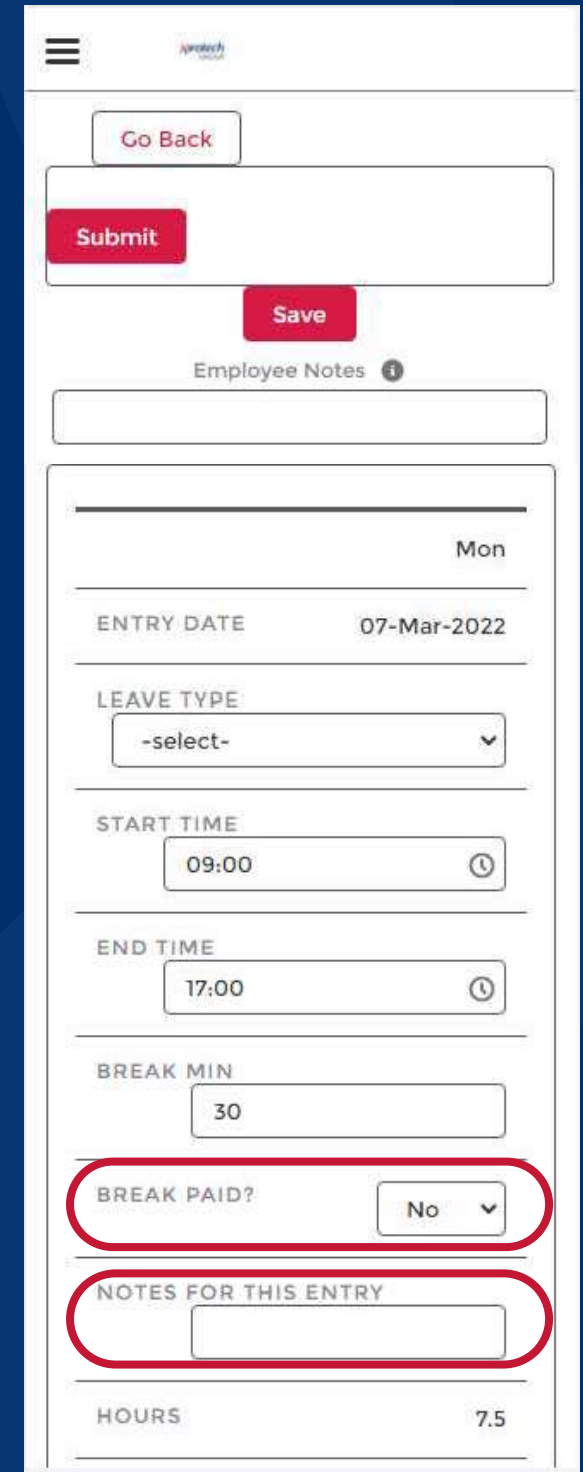 protech
Go Back
Submit
Save
Employee Notes
Mon
ENTRY DATE 07-Mar-2022
LEAVE TYPE
-select-
START TIME
09:00
END TIME
17:00
BREAK MIN
30
BREAK PAID? No
NOTES FOR THIS ENTRY
HOURS 7.5